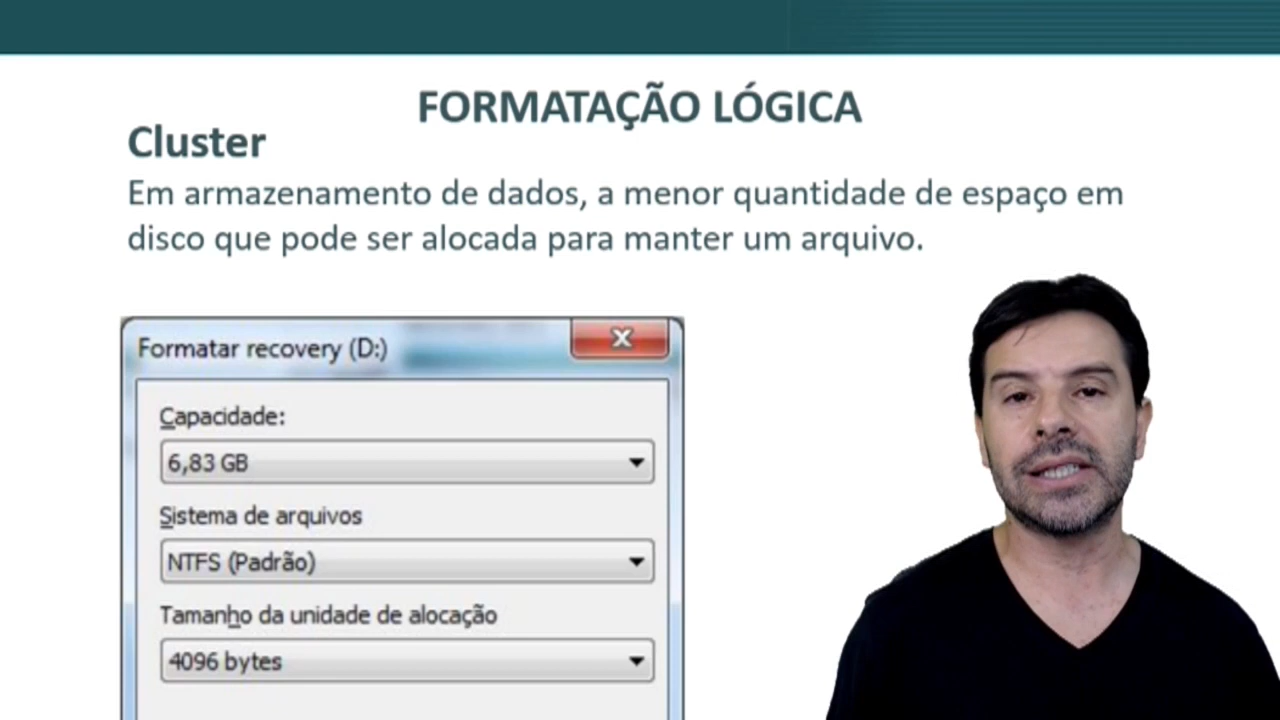 FORMATAÇÃO LÓGICA
Cluster
Em armazenamento de dados, a menor quantidade de espaço em
disco que pode ser alocada para manter um arquivo.
Formatar recovery (D:)
Capacidade:
6,83 GB
Sistema de arquivos
NTFS (Padrão)
Tamanho da unidade de alocação
4096 bytes